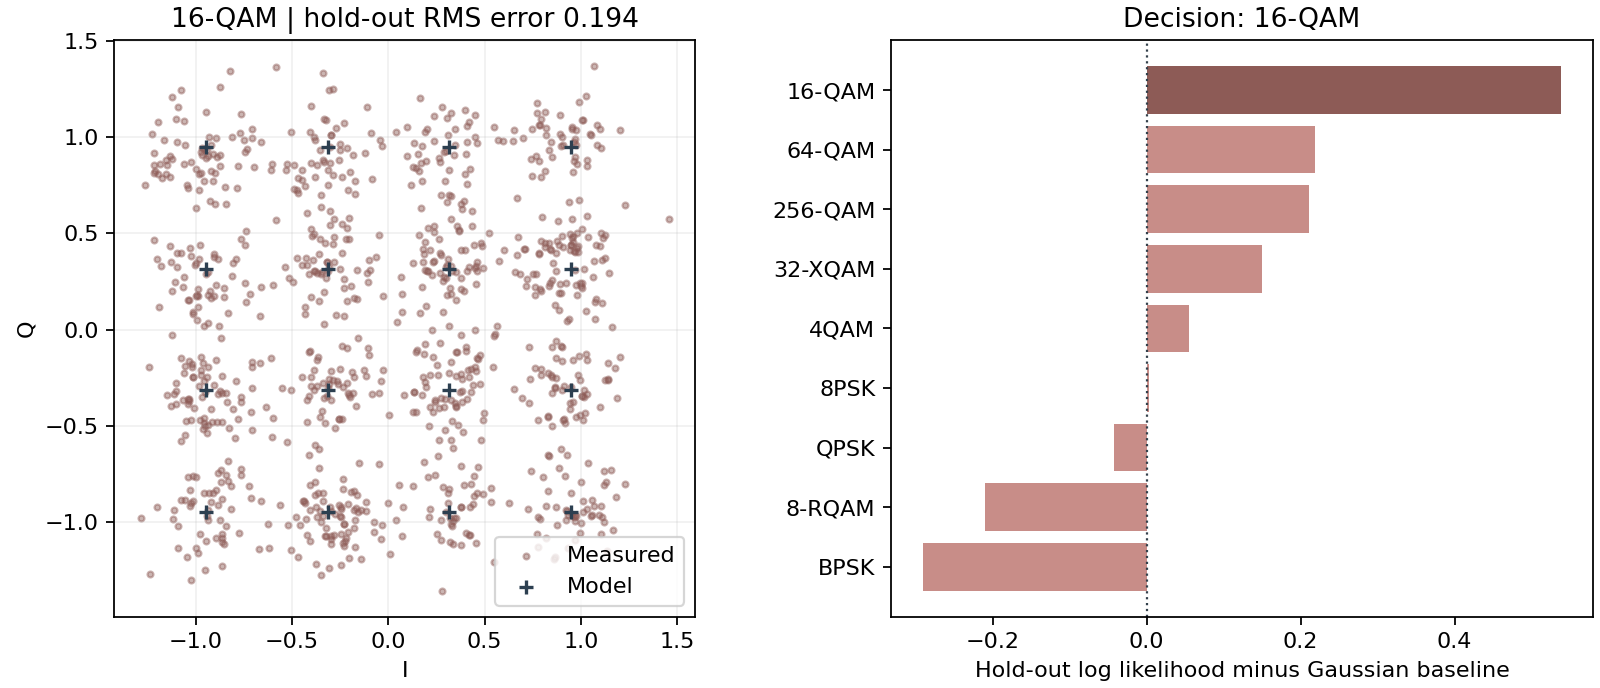 16-QAM | hold-out RMS error 0.194
1.5
1.0
0.5
0.0
−0.5
−1.0
Q
−1.0
−0.5
0.0
0.5
1.0
1.5
I
Measured
Model
Decision: 16-QAM
16-QAM
64-QAM
256-QAM
32-XQAM
4QAM
8PSK
QPSK
8-RQAM
BPSK
−0.2
0.0
0.2
0.4
Hold-out log likelihood minus Gaussian baseline